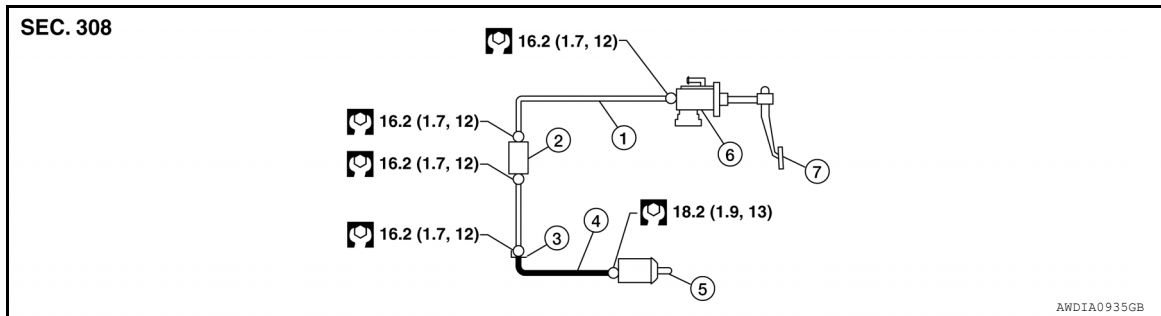 SEC. 308
16.2 (1.7, 12)
16.2 (1.7, 12)
1
2
6
16.2 (1.7, 12)
7
18.2 (1.9, 13)
4
16.2 (1.7, 12)
3
5
AWDIA0935GB